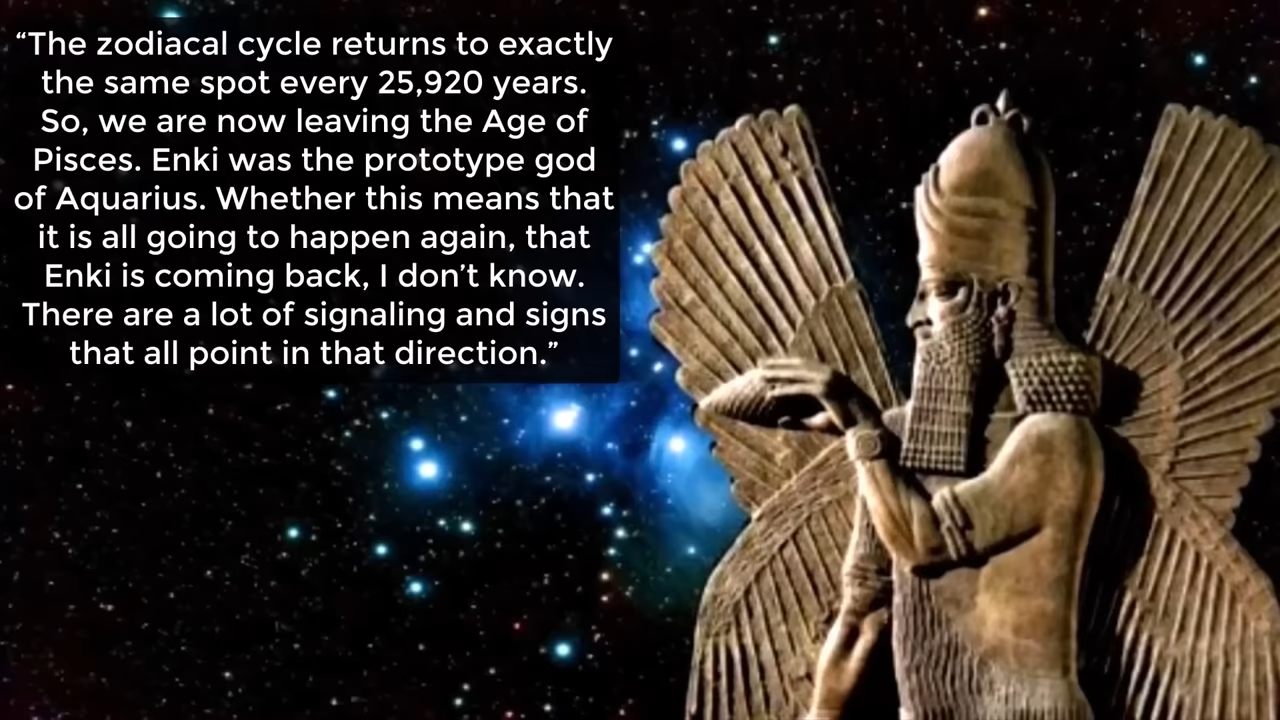 “The zodiacal cycle returns to exactly
the same spot every 25,920 years.
So, we are now leaving the Age of
Pisces. Enki was the prototype god
of Aquarius. Whether this means that
it is all going to happen again, that
Enki is coming back, I don’t know.
There are a lot of signaling and signs
that all point in that direction.”